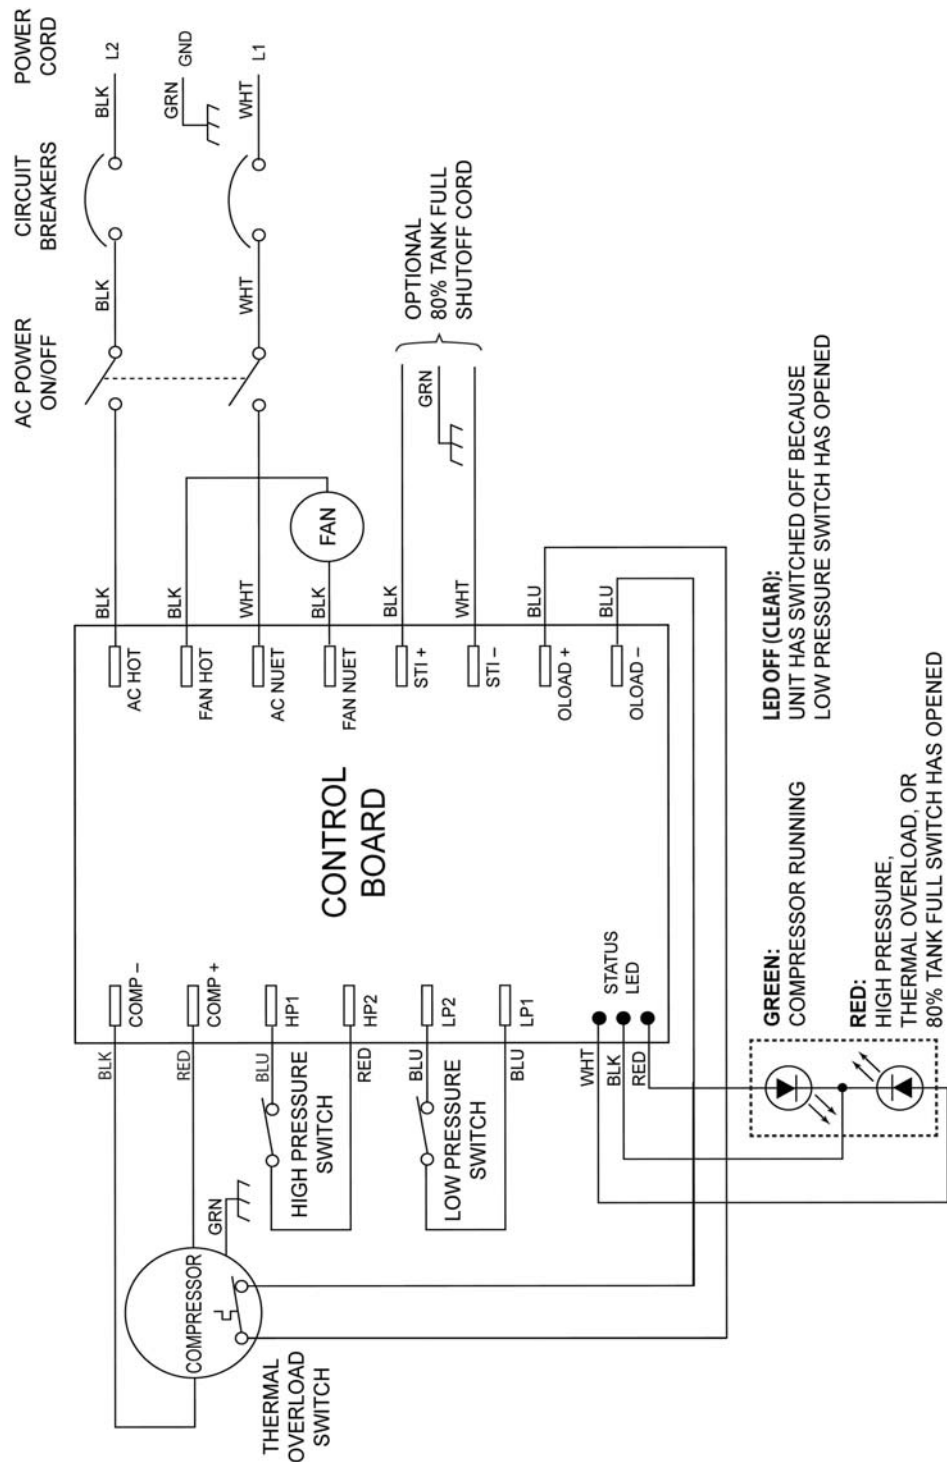 POWER
CORD
L2
GND
L1
BLK
GRN
WHT
CIRCUIT
BREAKERS
BLK
WHT
AC POWER
ON/OFF
OPTIONAL
80% TANK FULL
SHUTOFF CORD
GRN
FAN
BLK
BLK
WHT
BLK
BLK
WHT
BLU
BLU
AC HOT
FAN HOT
AC NUET
FAN NUET
STI +
STI –
OLOAD +
OLOAD –
CONTROL
BOARD
COMP –
COMP +
HP1
HP2
LP2
LP1
STATUS
LED
BLK
RED
BLU
RED
BLU
BLU
WHT
BLK
RED
HIGH PRESSURE
SWITCH
LOW PRESSURE
SWITCH
GRN
COMPRESSOR
THERMAL
OVERLOAD
SWITCH
GREEN:
COMPRESSOR RUNNING
RED:
HIGH PRESSURE,
THERMAL OVERLOAD, OR
80% TANK FULL SWITCH HAS OPENED
LED OFF (CLEAR):
UNIT HAS SWITCHED OFF BECAUSE
LOW PRESSURE SWITCH HAS OPENED